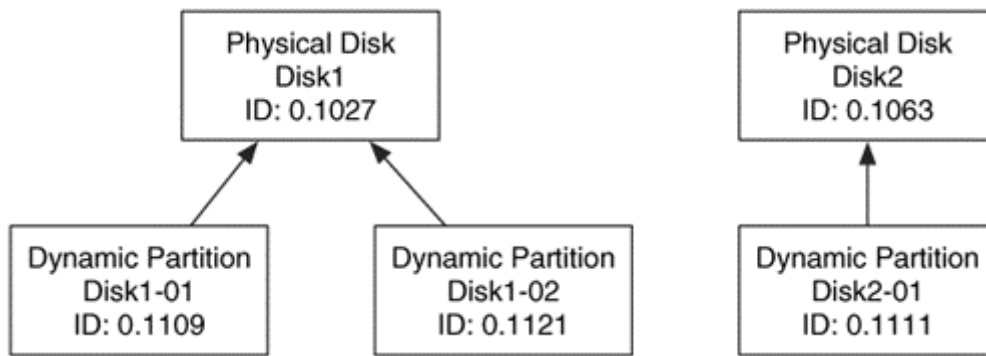 Physical Disk
Disk1
ID: 0.1027
Physical Disk
Disk2
ID: 0.1063
Dynamic Partition
Disk1-01
ID: 0.1109
Dynamic Partition
Disk1-02
ID: 0.1121
Dynamic Partition
Disk2-01
ID: 0.1111